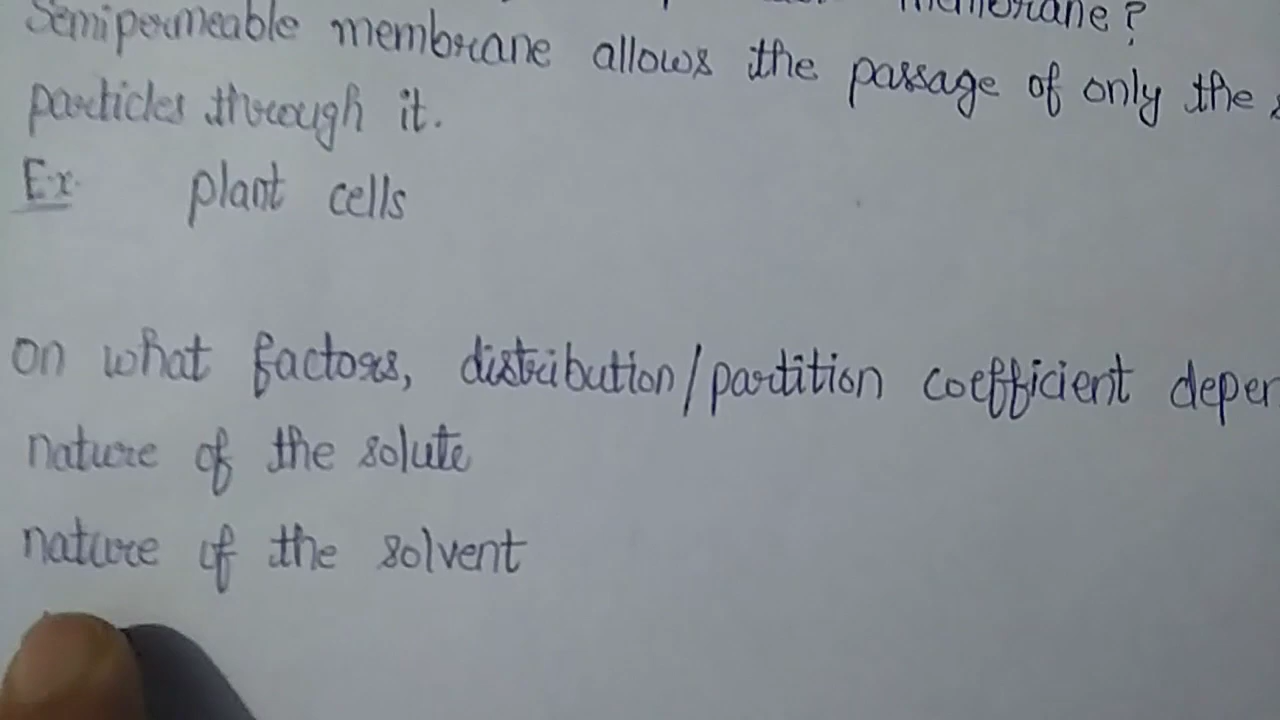 membrane?
Semipermeable membrane allows the passage of only the
particles through it.
Ex. plant cells
on what factors, distribution/partition coefficient depen
nature of the solute
nature of the solvent